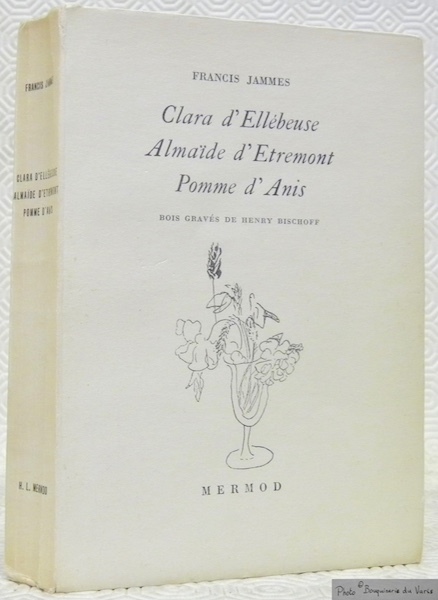 FRANCIS JAMMES
Clara d'Ellébeuse
Almaïde d'Etremont
Pomme d'Anis
BOIS GRAVÉS DE HENRY BISCHOFF
MERMOD
FRANCIS JAMMES
CLARA D'ELLÉBEUSE
ALMAÏDE D'ETREMONT
POMME D'ANIS
H. L. MERMOD
Photo © Bouquinerie du Varis